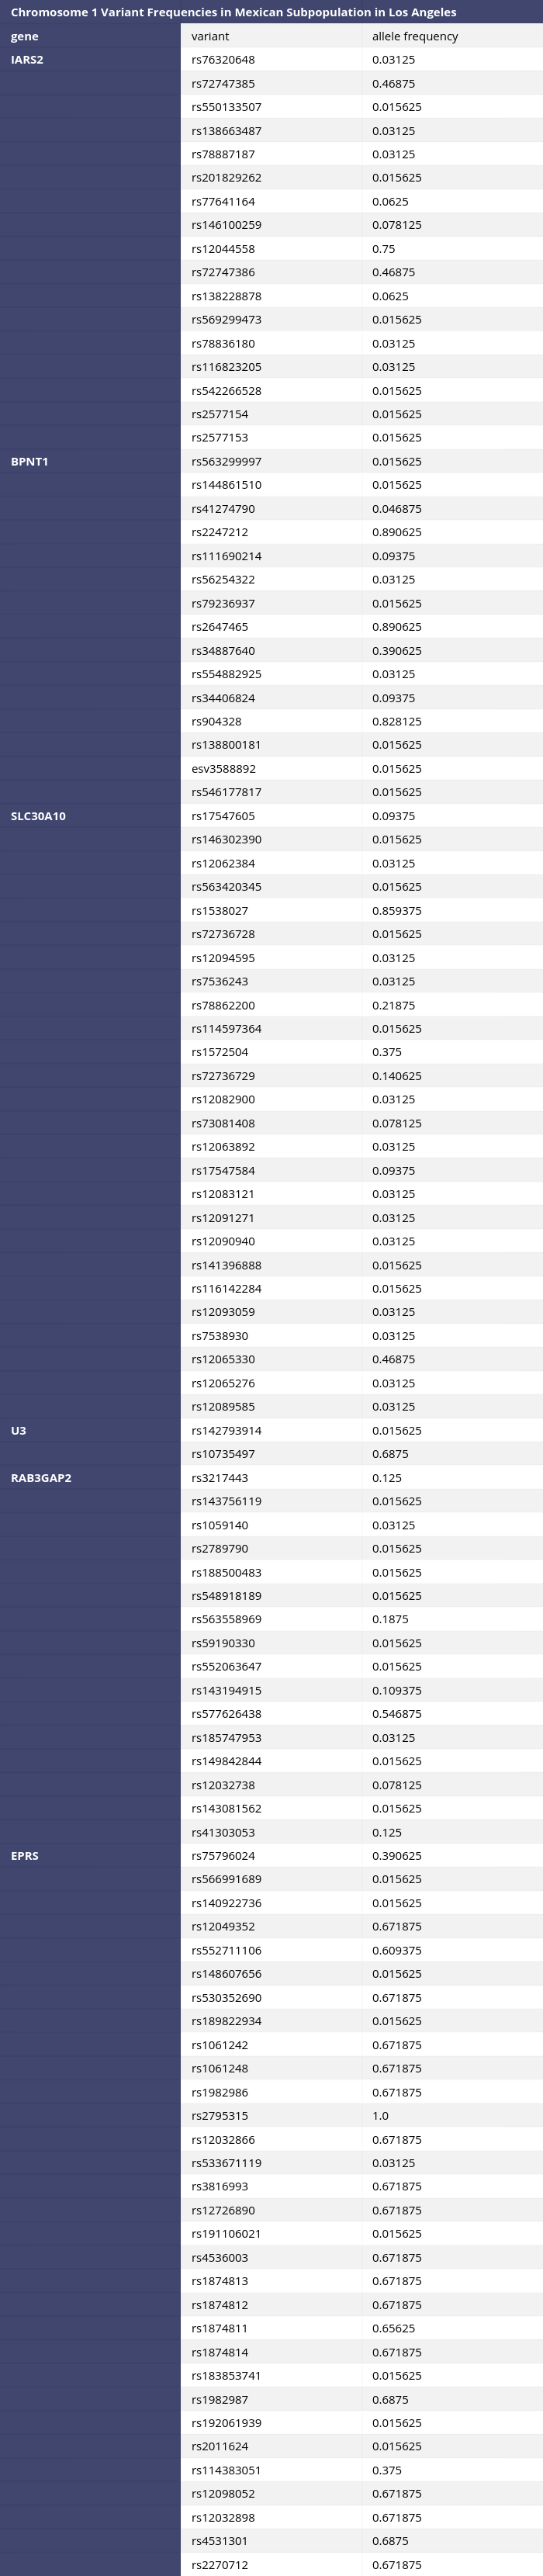 Chromosome 1 Variant Frequencies in Mexican Subpopulation in Los Angeles
gene variant allele frequency
IARS2 rs76320648 0.03125
rs72747385 0.46875
rs550133507 0.015625
rs138663487 0.03125
rs78887187 0.03125
rs201829262 0.015625
rs77641164 0.0625
rs146100259 0.078125
rs12044558 0.75
rs72747386 0.46875
rs138228878 0.0625
rs569299473 0.015625
rs78836180 0.03125
rs116823205 0.03125
rs542266528 0.015625
rs2577154 0.015625
rs2577153 0.015625
BPNT1 rs563299997 0.015625
rs144861510 0.015625
rs41274790 0.046875
rs2247212 0.890625
rs111690214 0.09375
rs56254322 0.03125
rs79236937 0.015625
rs2647465 0.890625
rs34887640 0.390625
rs554882925 0.03125
rs34406824 0.09375
rs904328 0.828125
rs138800181 0.015625
esv3588892 0.015625
rs546177817 0.015625
SLC30A10 rs17547605 0.09375
rs146302390 0.015625
rs12062384 0.03125
rs563420345 0.015625
rs1538027 0.859375
rs72736728 0.015625
rs12094595 0.03125
rs7536243 0.03125
rs78862200 0.21875
rs114597364 0.015625
rs1572504 0.375
rs72736729 0.140625
rs12082900 0.03125
rs73081408 0.078125
rs12063892 0.03125
rs17547584 0.09375
rs12083121 0.03125
rs12091271 0.03125
rs12090940 0.03125
rs141396888 0.015625
rs116142284 0.015625
rs12093059 0.03125
rs7538930 0.03125
rs12065330 0.46875
rs12065276 0.03125
rs12089585 0.03125
U3 rs142793914 0.015625
rs10735497 0.6875
RAB3GAP2 rs3217443 0.125
rs143756119 0.015625
rs1059140 0.03125
rs2789790 0.015625
rs188500483 0.015625
rs548918189 0.015625
rs563558969 0.1875
rs59190330 0.015625
rs552063647 0.015625
rs143194915 0.109375
rs577626438 0.546875
rs185747953 0.03125
rs149842844 0.015625
rs12032738 0.078125
rs143081562 0.015625
rs41303053 0.125
EPRS rs75796024 0.390625
rs566991689 0.015625
rs140922736 0.015625
rs12049352 0.671875
rs552711106 0.609375
rs148607656 0.015625
rs530352690 0.671875
rs189822934 0.015625
rs1061242 0.671875
rs1061248 0.671875
rs1982986 0.671875
rs2795315 1.0
rs12032866 0.671875
rs533671119 0.03125
rs3816993 0.671875
rs12726890 0.671875
rs191106021 0.015625
rs4536003 0.671875
rs1874813 0.671875
rs1874812 0.671875
rs1874811 0.65625
rs1874814 0.671875
rs183853741 0.015625
rs1982987 0.6875
rs192061939 0.015625
rs2011624 0.015625
rs114383051 0.375
rs12098052 0.671875
rs12032898 0.671875
rs4531301 0.6875
rs2270712 0.671875